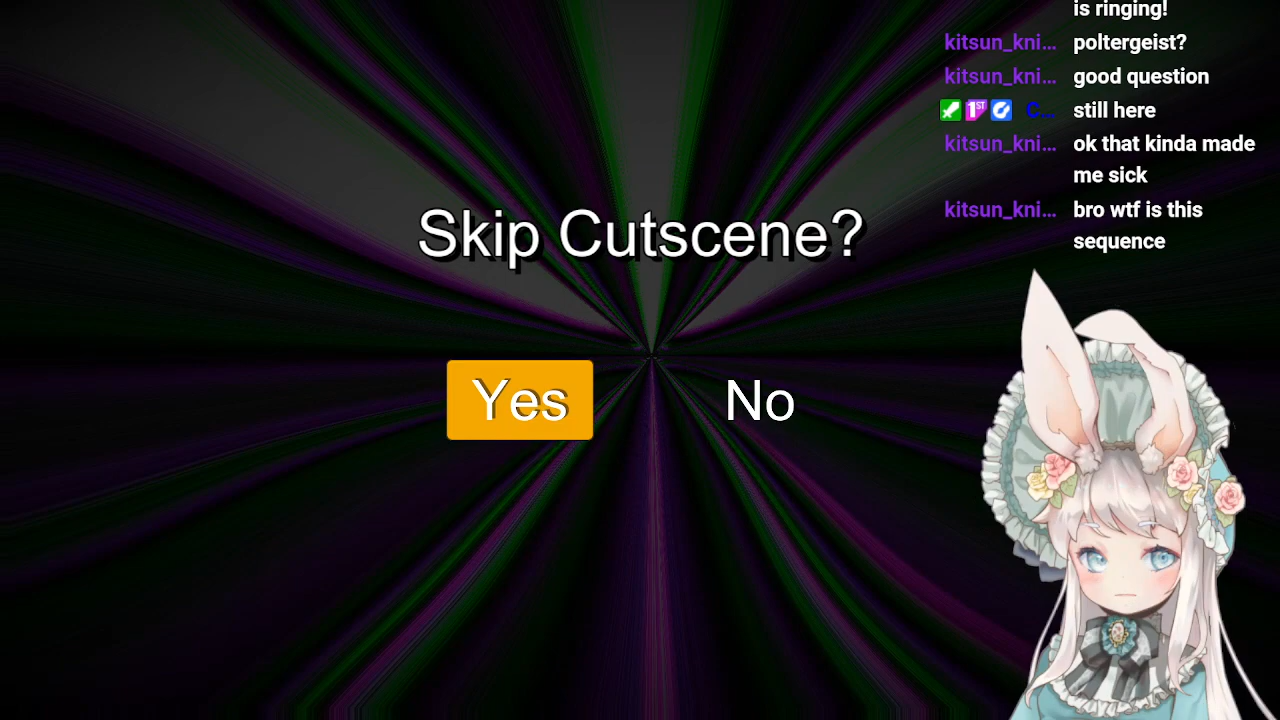 is ringing!
kitsun_kni... poltergeist?
kitsun_kni... good question
1ST C... still here
kitsun_kni... ok that kinda made
me sick
kitsun_kni... bro wtf is this
sequence
Skip Cutscene?
Yes No